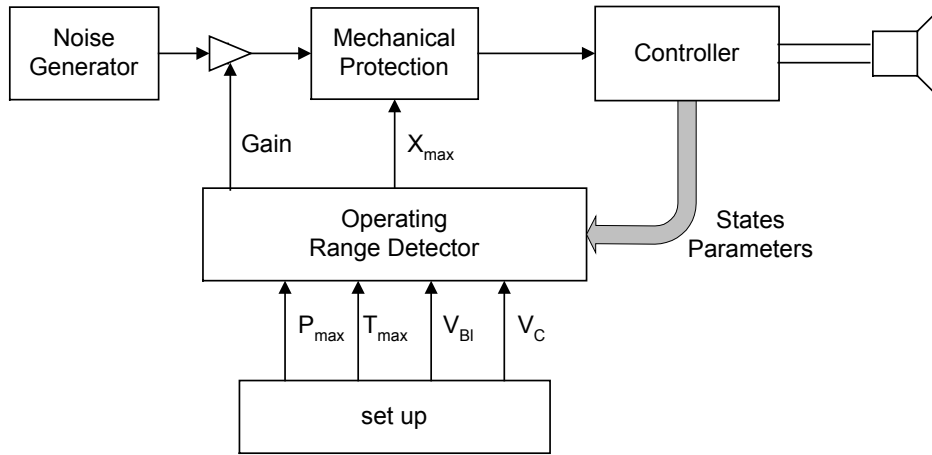 Noise
Generator
Mechanical
Protection
Controller
Gain
Xmax
Operating
Range Detector
States
Parameters
Pmax
Tmax
VBl
VC
set up